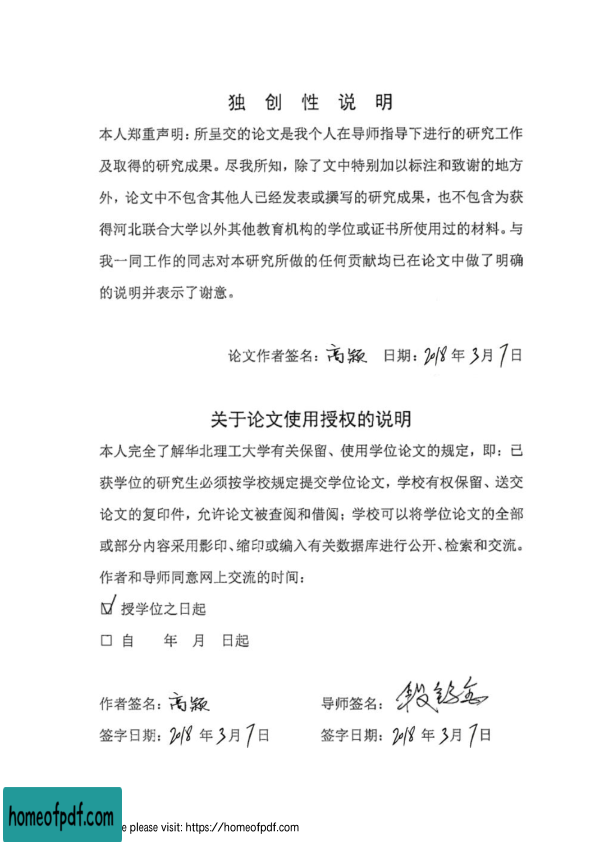 独 创 性 说 明
本人郑重声明：所呈交的论文是我个人在导师指导下进行的研究工作
及取得的研究成果。尽我所知，除了文中特别加以标注和致谢的地方
外，论文中不包含其他人已经发表或撰写的研究成果，也不包含为获
得河北联合大学以外其他教育机构的学位或证书所使用过的材料。与
我一同工作的同志对本研究所做的任何贡献均已在论文中做了明确
的说明并表示了谢意。
论文作者签名：高颖 日期：2018 年 3 月 7 日
关于论文使用授权的说明
本人完全了解华北理工大学有关保留、使用学位论文的规定，即：已
获学位的研究生必须按学校规定提交学位论文，学校有权保留、送交
论文的复印件，允许论文被查阅和借阅；学校可以将学位论文的全部
或部分内容采用影印、缩印或编入有关数据库进行公开、检索和交流。
作者和导师同意网上交流的时间：
☑ 授学位之日起
☐ 自 年 月 日起
作者签名：高颖 导师签名：
签字日期：2018 年 3 月 7 日 签字日期：2018 年 3 月 7 日
homeofpdf.com
e please visit: https://homeofpdf.com